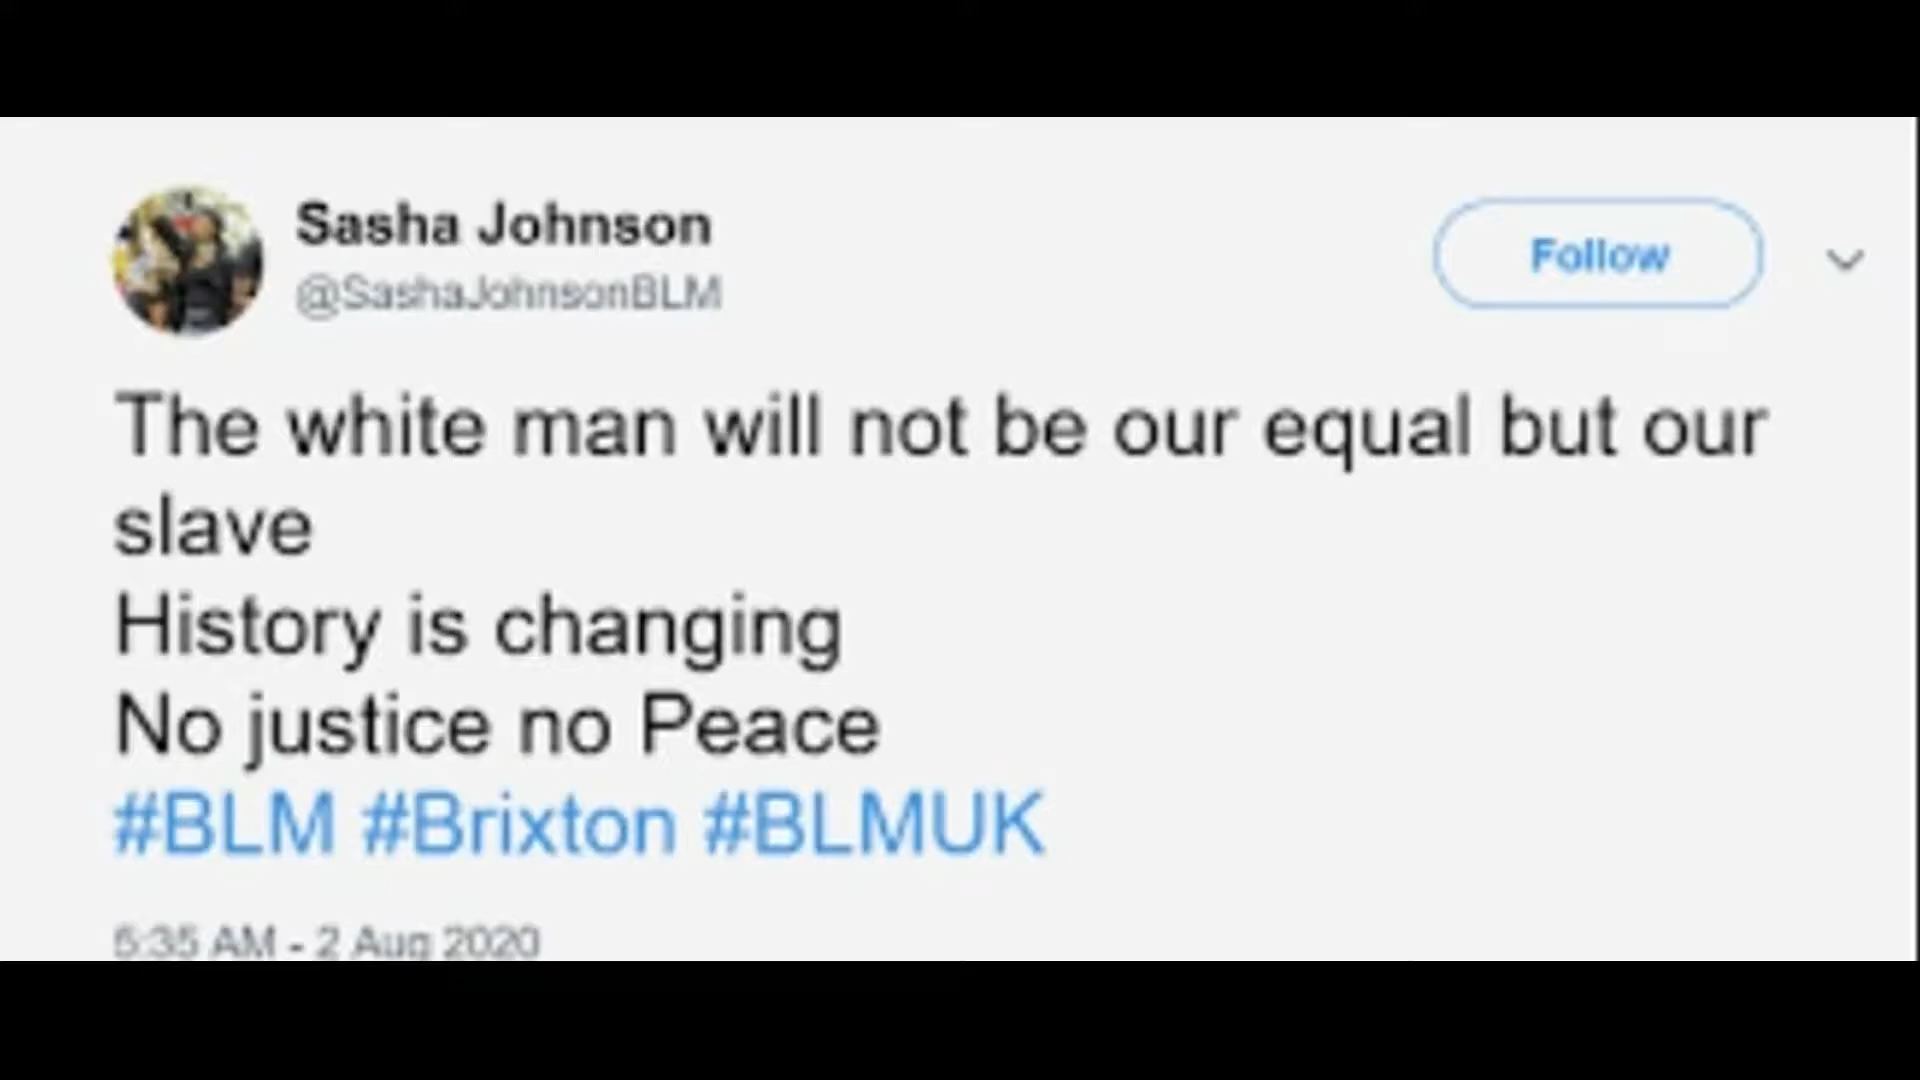 Sasha Johnson
@SashaJohnsonBLM
Follow
The white man will not be our equal but our
slave
History is changing
No justice no Peace
#BLM #Brixton #BLMUK
5:35 AM - 2 Aug 2020